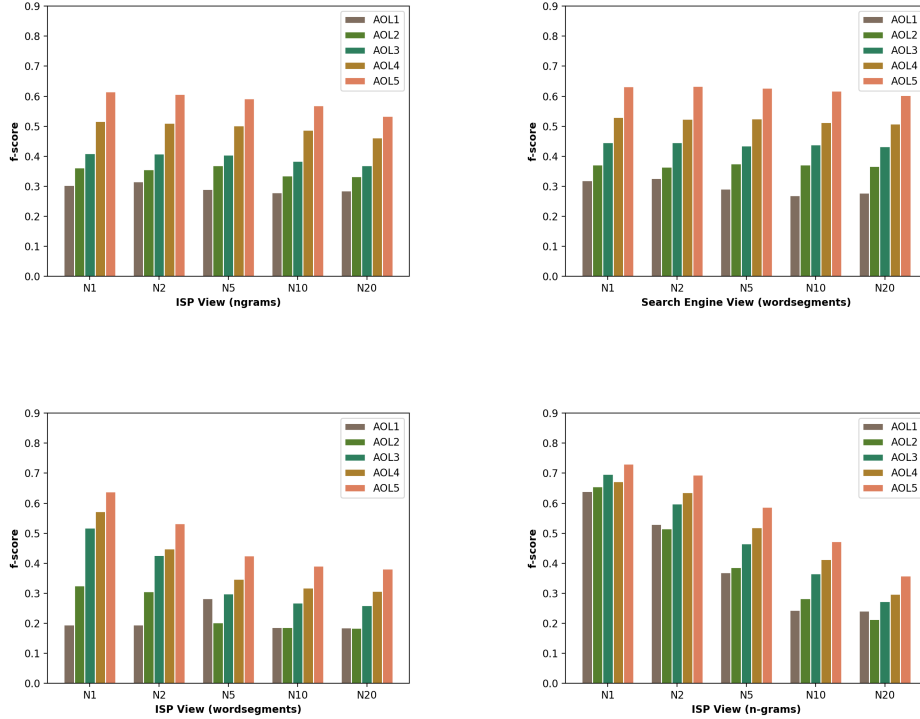 0.9
0.8
0.7
0.6
0.5
0.4
0.3
0.2
0.1
0.0
f-score
AOL1
AOL2
AOL3
AOL4
AOL5
N1 N2 N5 N10 N20
ISP View (ngrams)
0.9
0.8
0.7
0.6
0.5
0.4
0.3
0.2
0.1
0.0
f-score
AOL1
AOL2
AOL3
AOL4
AOL5
N1 N2 N5 N10 N20
Search Engine View (wordsegments)
0.9
0.8
0.7
0.6
0.5
0.4
0.3
0.2
0.1
0.0
f-score
AOL1
AOL2
AOL3
AOL4
AOL5
N1 N2 N5 N10 N20
ISP View (wordsegments)
0.9
0.8
0.7
0.6
0.5
0.4
0.3
0.2
0.1
0.0
f-score
AOL1
AOL2
AOL3
AOL4
AOL5
N1 N2 N5 N10 N20
ISP View (n-grams)